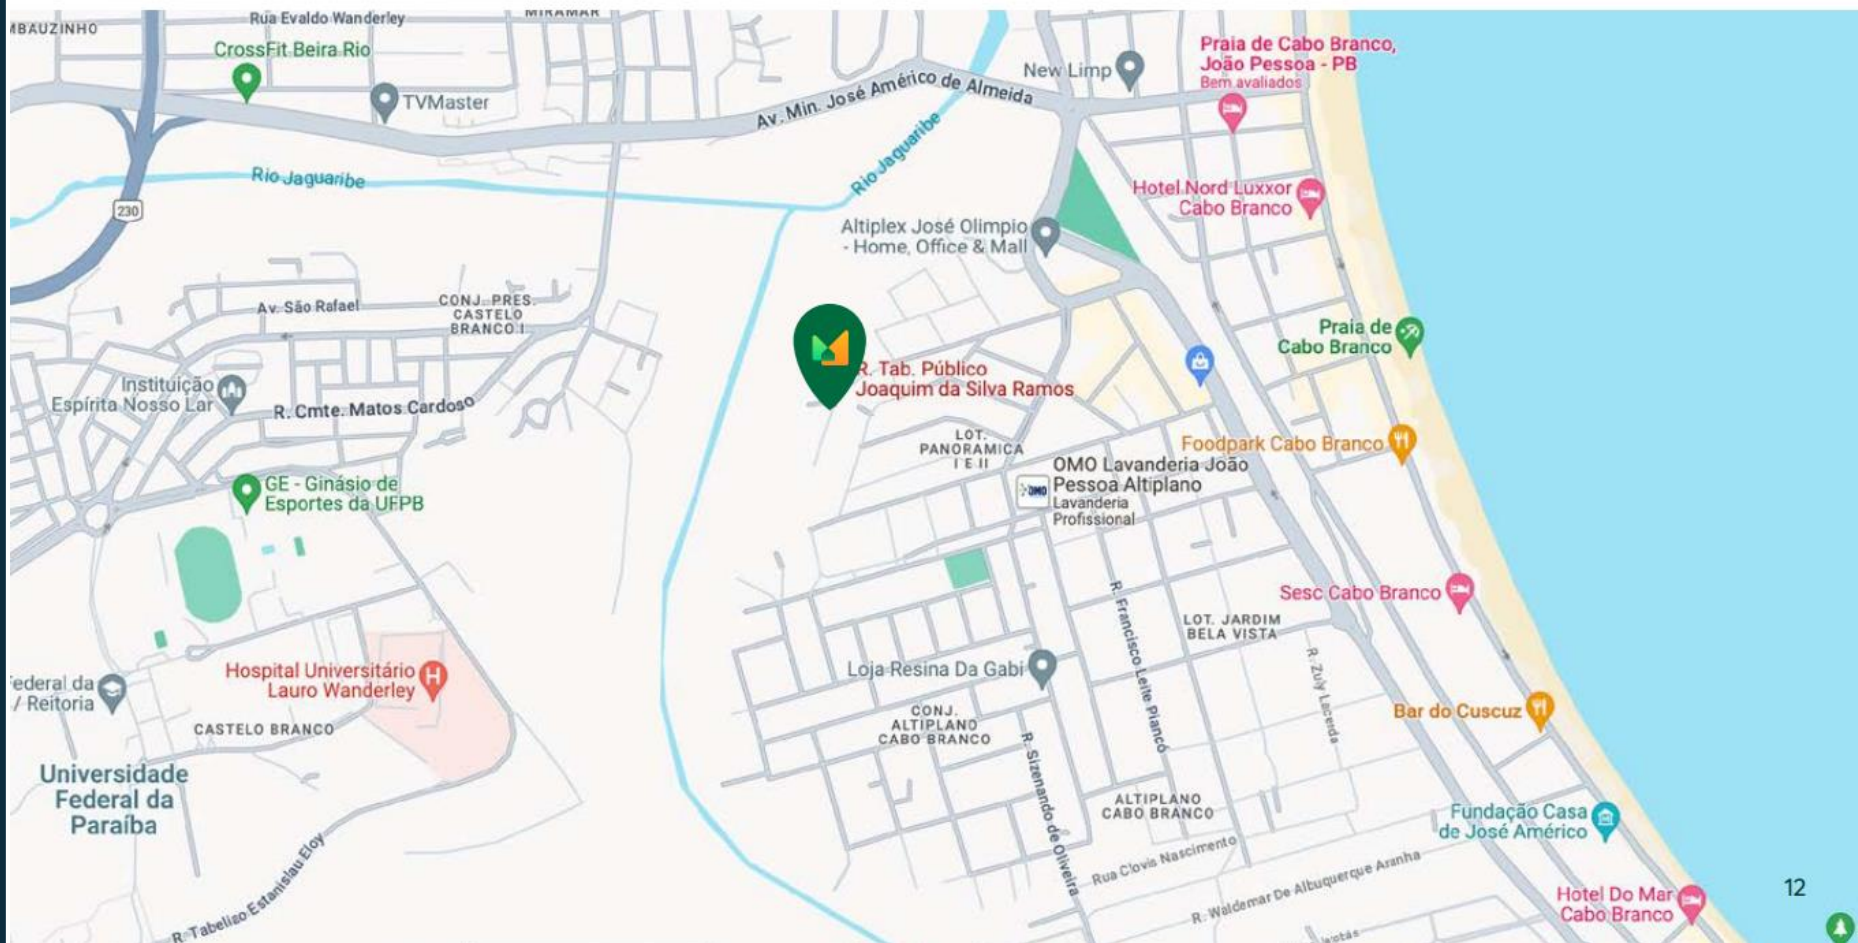 MIRAMAR
Rua Evaldo Wanderley
CrossFit Beira Rio
TVMaster
Av. Min. José Américo de Almeida
New Limp
Praia de Cabo Branco,
João Pessoa - PB
Bem avaliados
Rio Jaguaribe
Rio Jaguaribe
230
Hotel Nord Luxxor
Cabo Branco
Altiplex José Olimpio
- Home, Office & Mall
Av. São Rafael
CONJ. PRES.
CASTELO
BRANCO I
Praia de
Cabo Branco
R. Tab. Público
Joaquim da Silva Ramos
Instituição
Espírita Nosso Lar
R. Cmte. Matos Cardoso
LOT.
PANORAMICA
I E II
Foodpark Cabo Branco
OMO
OMO Lavanderia João
Pessoa Altiplano
Lavanderia
Profissional
GE - Ginásio de
Esportes da UFPB
Sesc Cabo Branco
R. Francisco Leite Piancó
LOT. JARDIM
BELA VISTA
R. Zuly Lacerda
Hospital Universitário
Lauro Wanderley
H
ederal da
/ Reitoria
Loja Resina Da Gabi
CASTELO BRANCO
CONJ.
ALTIPLANO
CABO BRANCO
Bar do Cuscuz
R. Sizenando de Oliveira
Universidade
Federal da
Paraíba
ALTIPLANO
CABO BRANCO
Fundação Casa
de José Américo
R. Tabeliao Estanislau Eloy
Rua Clovis Nascimento
R. Waldemar De Albuquerque Aranha
Hotel Do Mar
Cabo Branco
12